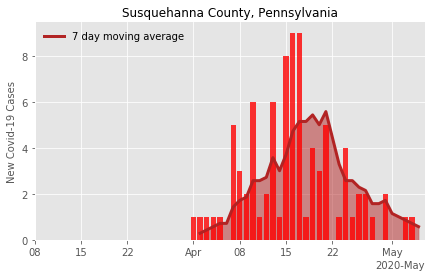 Susquehanna County, Pennsylvania
7 day moving average
New Covid-19 Cases
8
6
4
2
0
08 15 22 Apr 08 15 22 May
2020-May